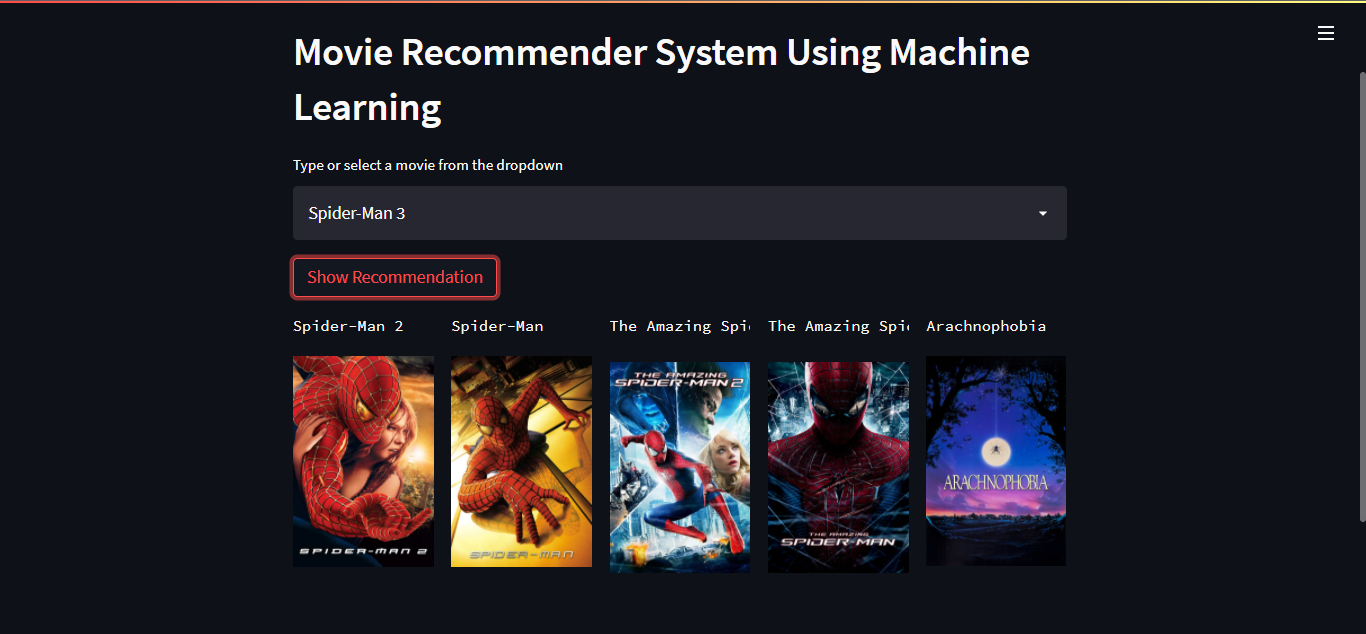 Movie Recommender System Using Machine
Learning
Type or select a movie from the dropdown
Spider-Man 3
Show Recommendation
Spider-Man 2
Spider-Man
The Amazing Spi
The Amazing Spi
Arachnophobia
SPIDER-MAN 2
SPIDER-MAN
THE AMAZING
SPIDER-MAN 2
THE AMAZING
SPIDER-MAN
ARACHNOPHOBIA